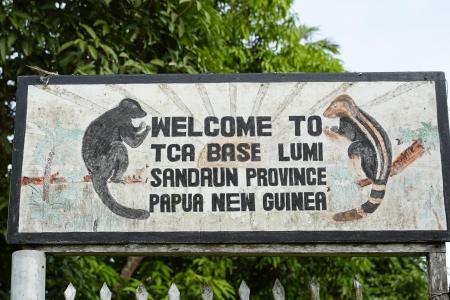 WELCOME TO
TCA BASE LUMI
SANDAUN PROVINCE
PAPUA NEW GUINEA